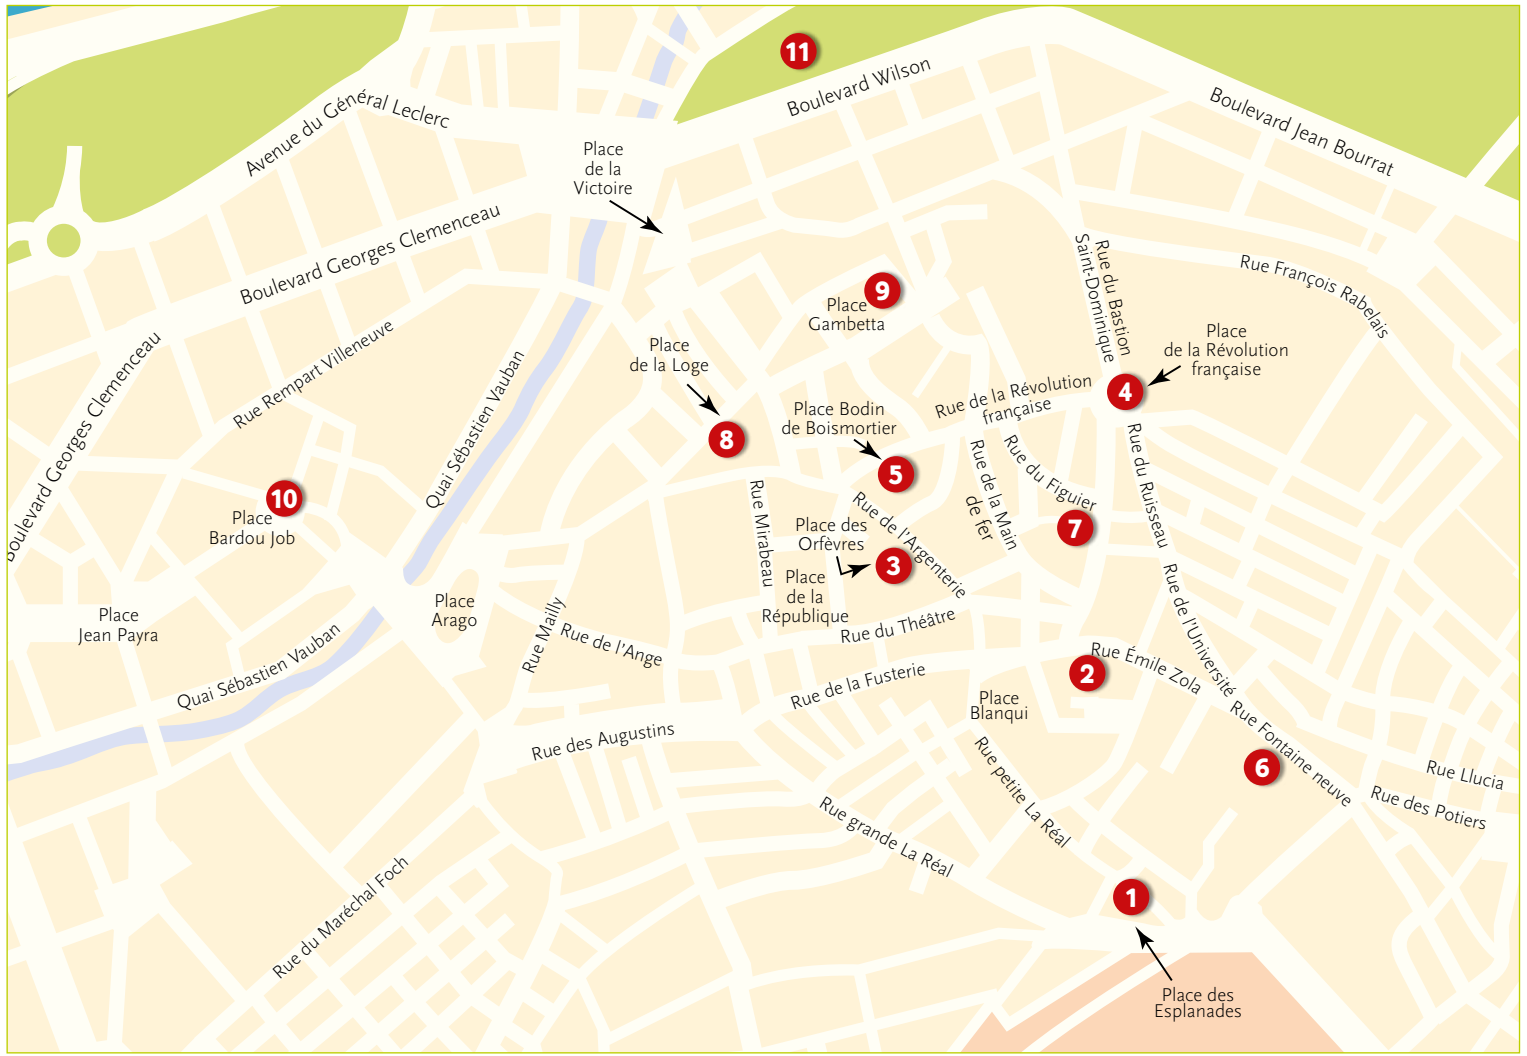 11
Boulevard Wilson
Boulevard Jean Bourrat
Avenue du Général Leclerc
Place
de la
Victoire
Boulevard Georges Clemenceau
Rue du Bastion
Saint-Dominique
Rue François Rabelais
9
Place
Gambetta
Place
de la Révolution
française
Boulevard Georges Clemenceau
Rue Rempart Villeneuve
Place
de la Loge
Quai Sébastien Vauban
4
Rue de la Révolution
française
Place Bodin
de Boismortier
8
5
Rue du Ruisseau
Rue du Figuier
Rue de la Main
de fer
10
Place
Bardou Job
Rue Mirabeau
Rue de l'Argenterie
7
Place des
Orfèvres
3
Place
de la
République
Place
Jean Payra
Place
Arago
Rue Mailly
Rue de l'Ange
Rue du Théâtre
Rue de l'Université
Quai Sébastien Vauban
Rue de la Fusterie
2
Rue Émile Zola
Place
Blanqui
Rue des Augustins
Rue Fontaine neuve
6
Rue Llucia
Rue des Potiers
Rue petite La Réal
Rue grande La Réal
Rue du Maréchal Foch
1
Place des
Esplanades